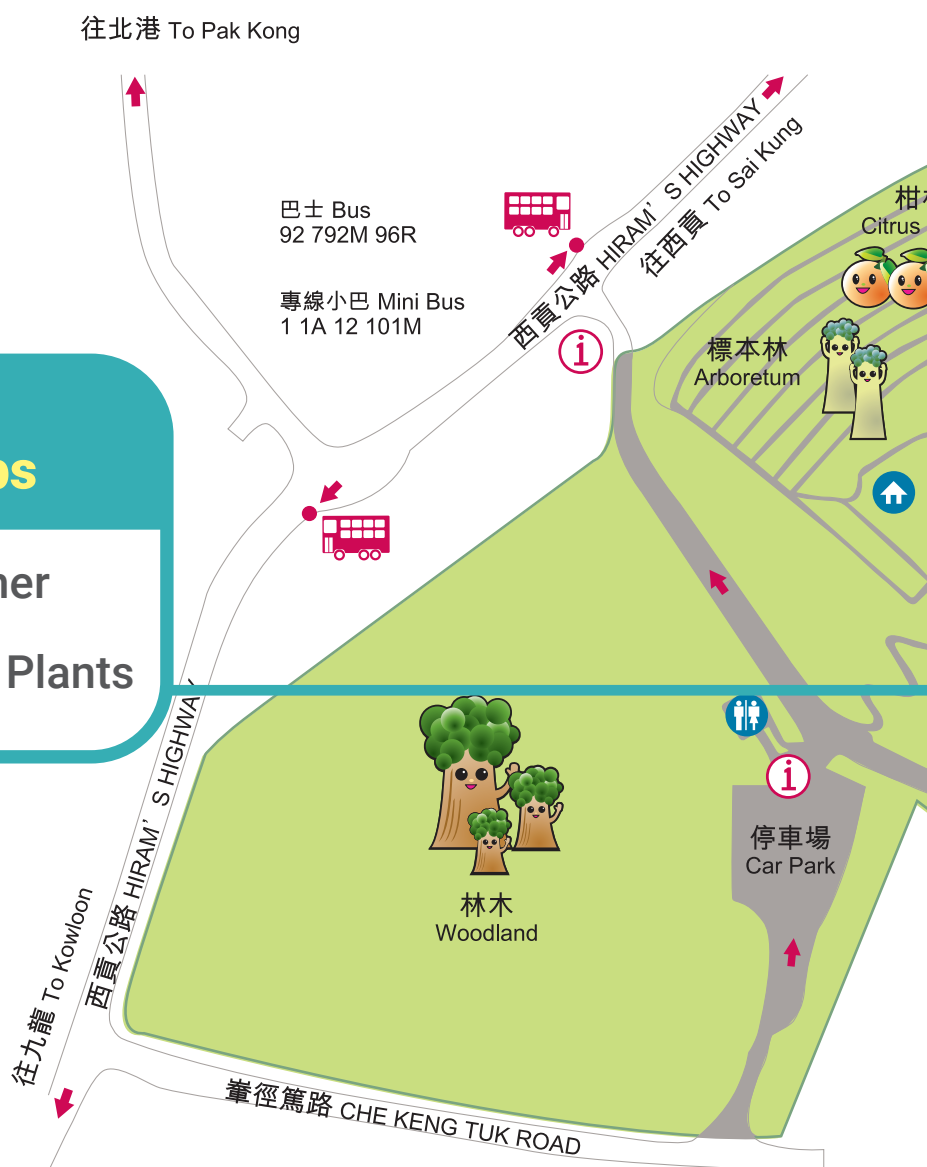 往北港 To Pak Kong
巴士 Bus
92 792M 96R
專線小巴 Mini Bus
1 1A 12 101M
西貢公路 HIRAM'S HIGHWAY
往西貢 To Sai Kung
Citrus
標本林
Arboretum
Plants
林木
Woodland
停車場
Car Park
西貢公路 HIRAM'S HIGHWAY
往九龍 To Kowloon
輋徑篤路 CHE KENG TUK ROAD